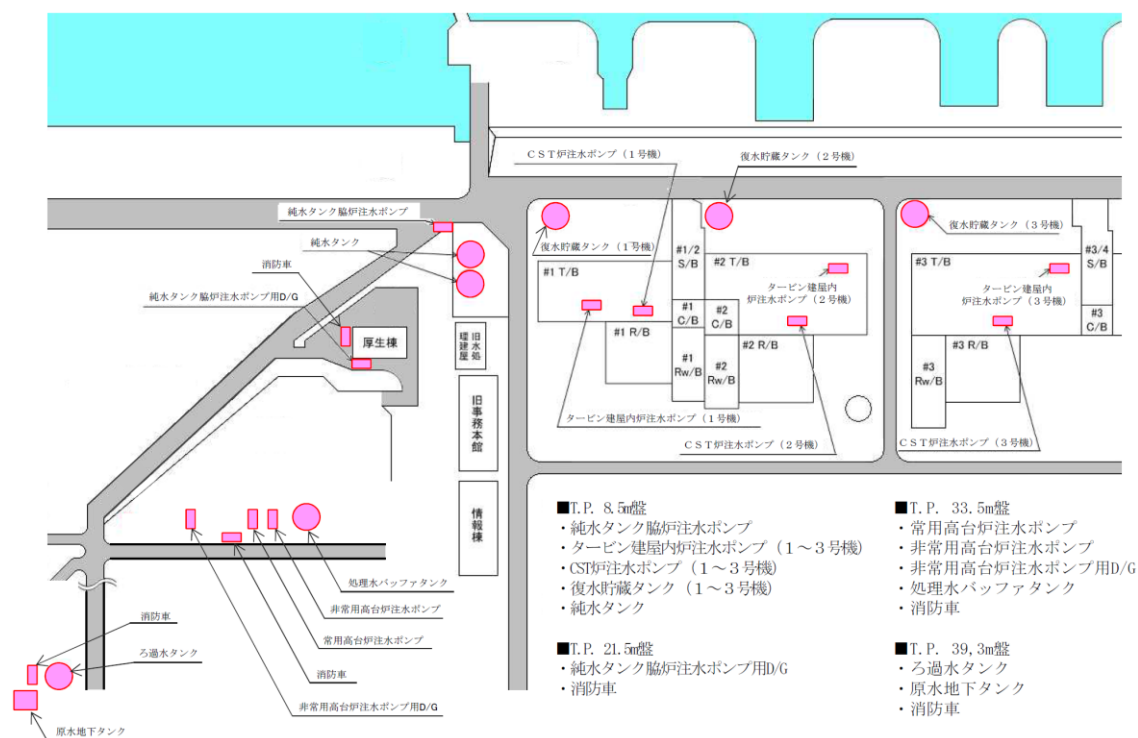 CST炉注水ポンプ（1号機）
復水貯蔵タンク（2号機）
純水タンク脇炉注水ポンプ
純水タンク
消防車
純水タンク脇炉注水ポンプ用D/G
復水貯蔵タンク（1号機）
復水貯蔵タンク（3号機）
#1 T/B
#1/2
S/B
#2 T/B
タービン建屋内
炉注水ポンプ（2号機）
#3 T/B
#3/4
S/B
タービン建屋内
炉注水ポンプ（3号機）
#1
C/B
#2
C/B
#3
C/B
厚生棟
旧水処
理建屋
#1 R/B
#1
Rw/B
#2
Rw/B
#2 R/B
#3
Rw/B
#3 R/B
旧事務本館
タービン建屋内炉注水ポンプ（1号機）
CST炉注水ポンプ（2号機）
CST炉注水ポンプ（3号機）
情報棟
処理水バッファタンク
非常用高台炉注水ポンプ
常用高台炉注水ポンプ
消防車
非常用高台炉注水ポンプ用D/G
消防車
ろ過水タンク
原水地下タンク
■T.P. 8.5m盤
・純水タンク脇炉注水ポンプ
・タービン建屋内炉注水ポンプ（1～3号機）
・CST炉注水ポンプ（1～3号機）
・復水貯蔵タンク（1～3号機）
・純水タンク
■T.P. 21.5m盤
・純水タンク脇炉注水ポンプ用D/G
・消防車
■T.P. 33.5m盤
・常用高台炉注水ポンプ
・非常用高台炉注水ポンプ
・非常用高台炉注水ポンプ用D/G
・処理水バッファタンク
・消防車
■T.P. 39,3m盤
・ろ過水タンク
・原水地下タンク
・消防車